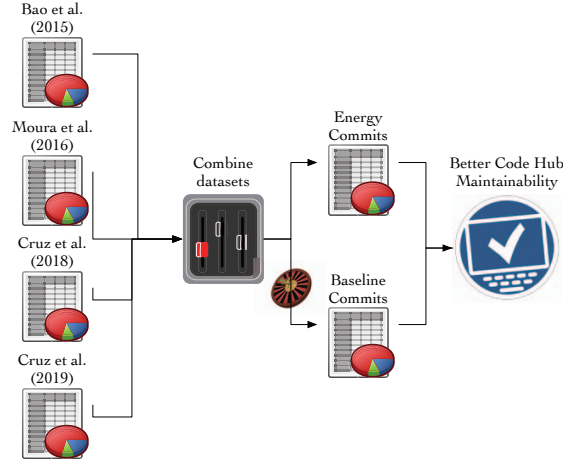 Bao et al.
(2015)
Moura et al.
(2016)
Cruz et al.
(2018)
Cruz et al.
(2019)
Combine
datasets
Energy
Commits
Baseline
Commits
Better Code Hub
Maintainability